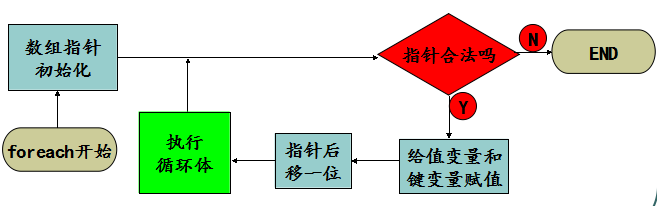 数组指针
初始化
指针合法吗
N
END
Y
foreach开始
执行
循环体
指针后
移一位
给值变量和
键变量赋值